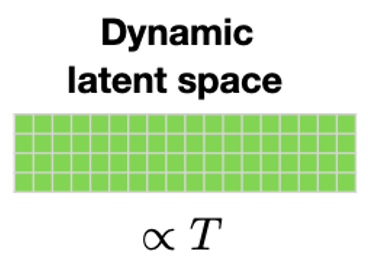 Dynamic
latent space
∝ T